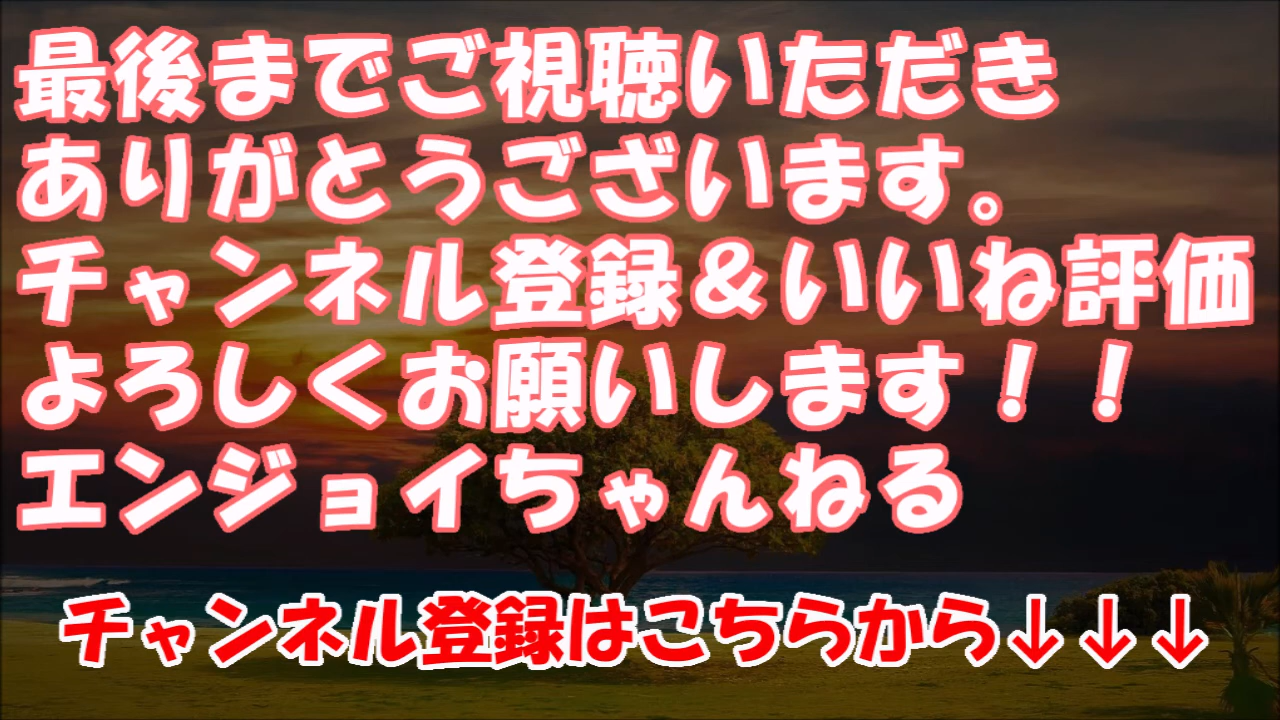 最後までご視聴いただき
ありがとうございます。
チャンネル登録＆いいね評価
よろしくお願いします！！
エンジョイちゃんねる
チャンネル登録はこちらから↓↓↓